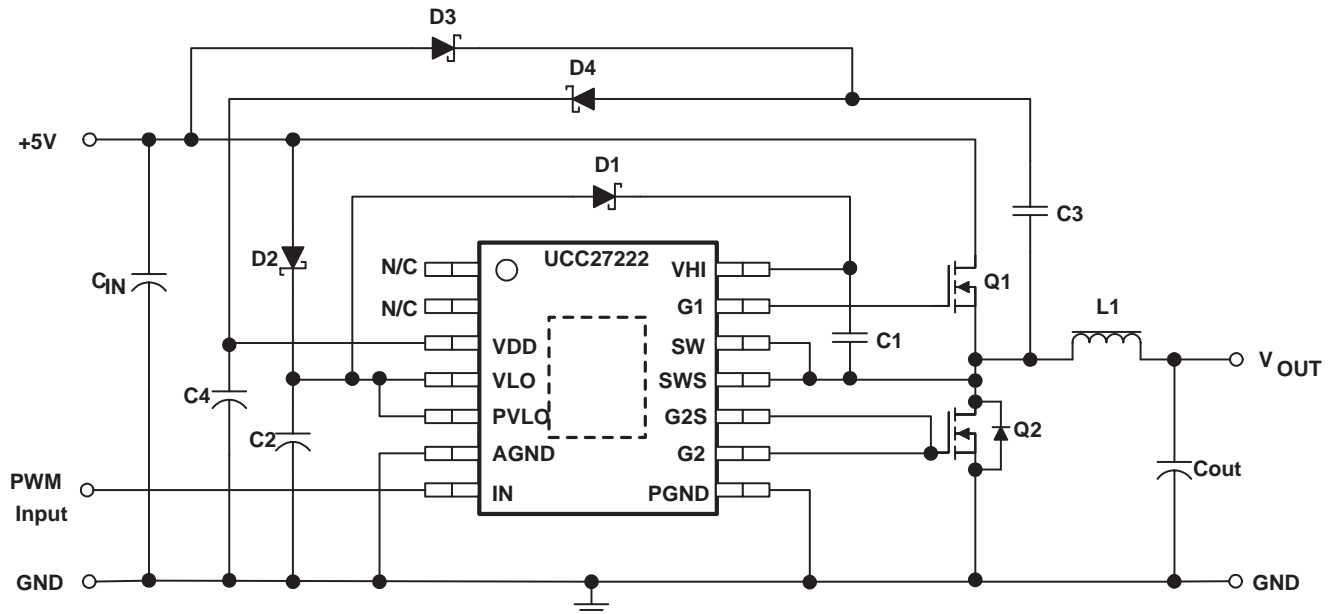 D3
D4
+5V
D1
C3
D2
UCC27222
CIN
N/C
VHI
Q1
N/C
G1
L1
VDD
SW
C1
VLO
SWS
VOUT
C4
PVLO
G2S
Q2
C2
AGND
G2
Cout
PWM
Input
IN
PGND
GND
GND